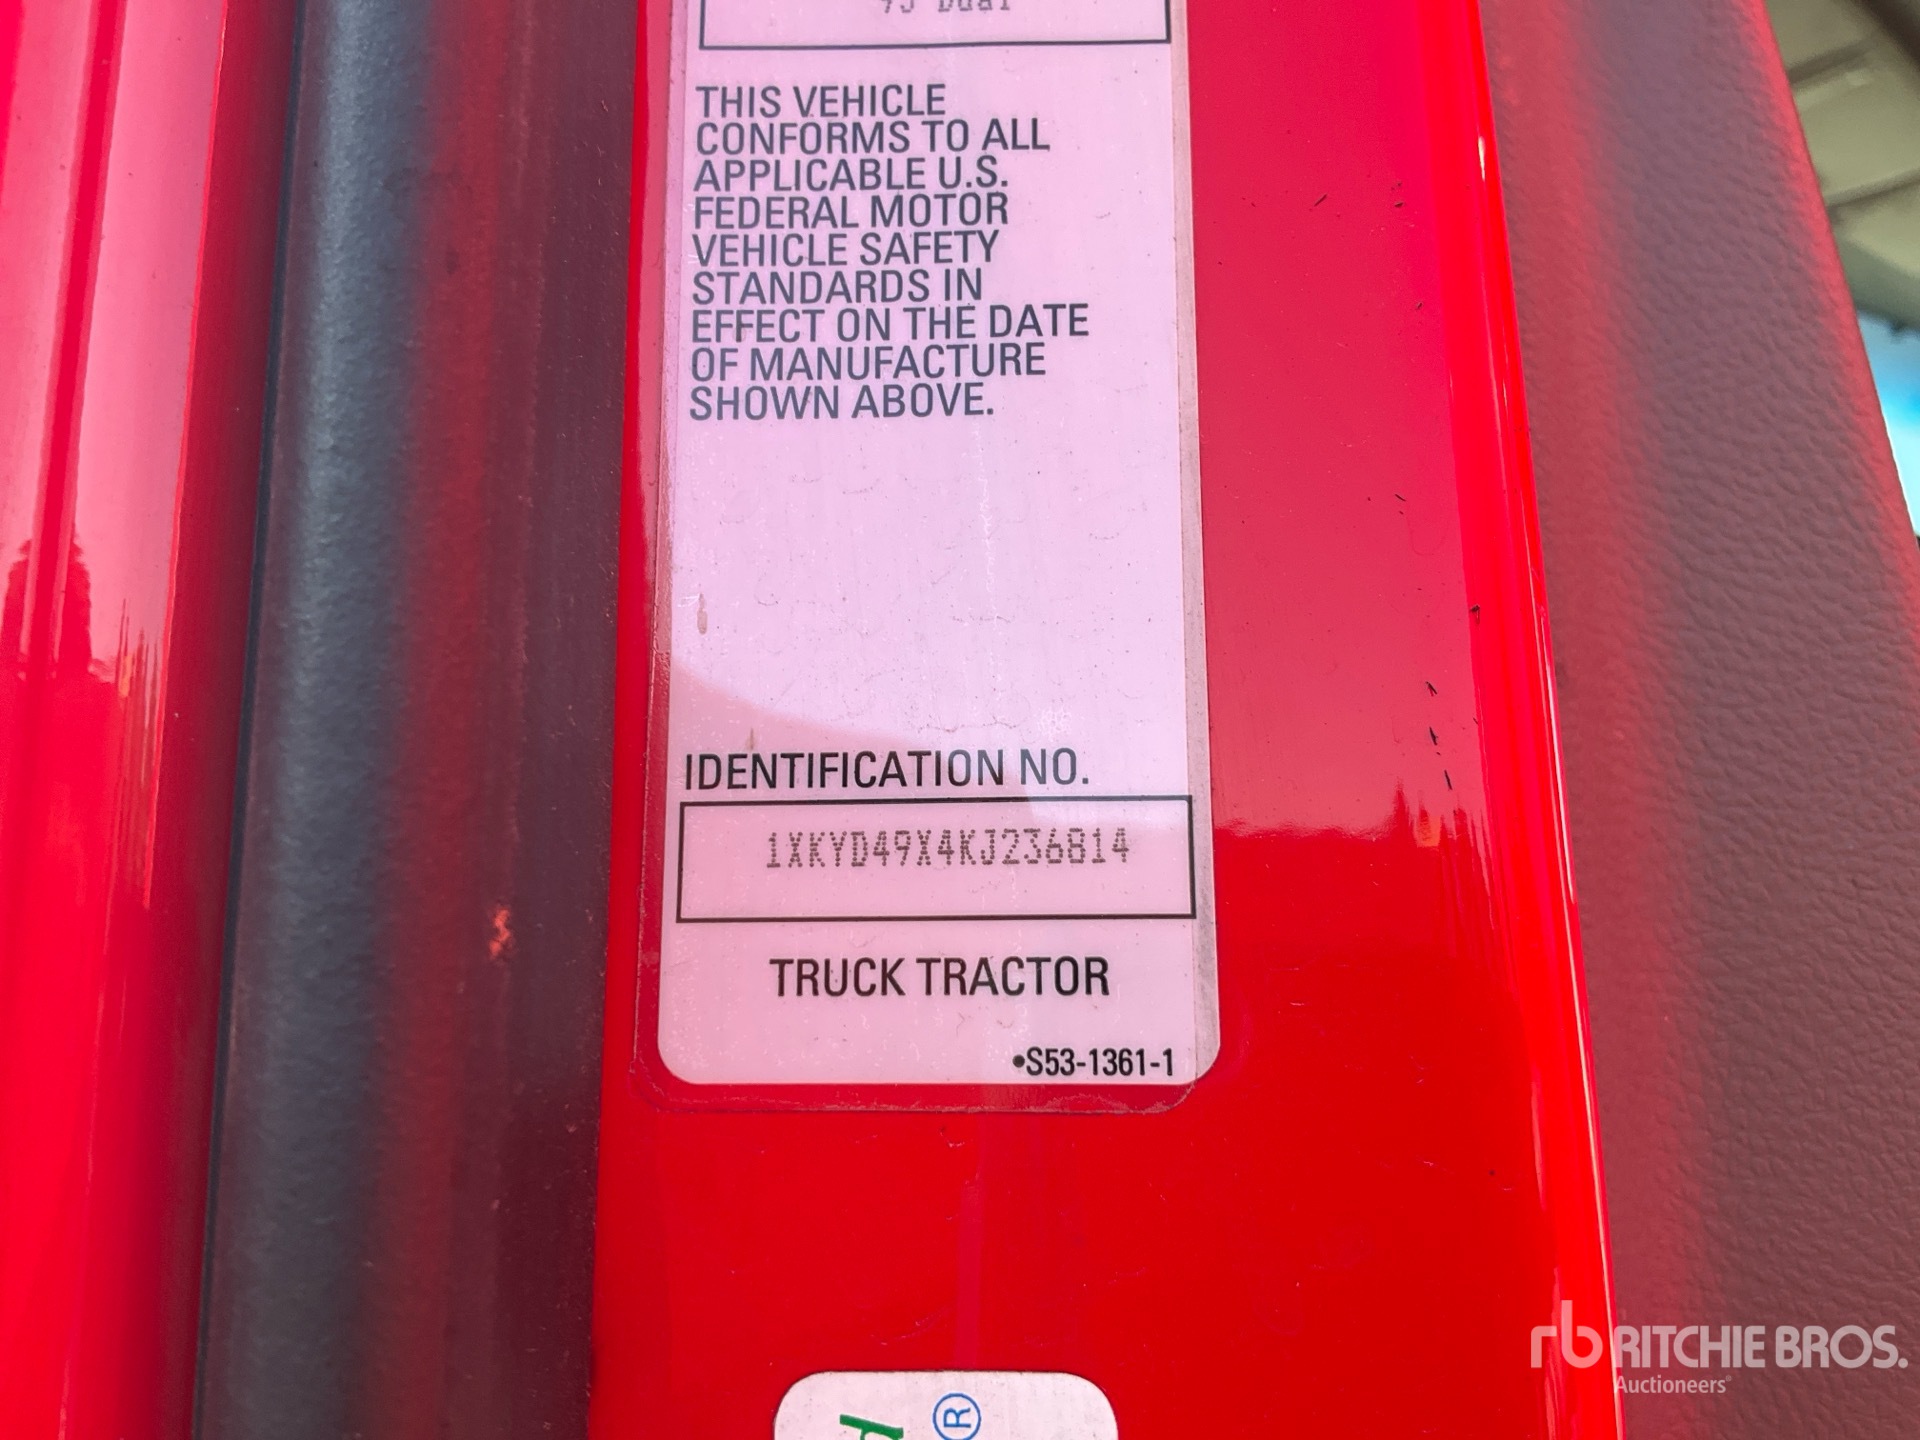 THIS VEHICLE
CONFORMS TO ALL
APPLICABLE U.S.
FEDERAL MOTOR
VEHICLE SAFETY
STANDARDS IN
EFFECT ON THE DATE
OF MANUFACTURE
SHOWN ABOVE.
IDENTIFICATION NO.
1XKYD49X4KJ236814
TRUCK TRACTOR
•S53-1361-1
®
rb RITCHIE BROS.
Auctioneers®